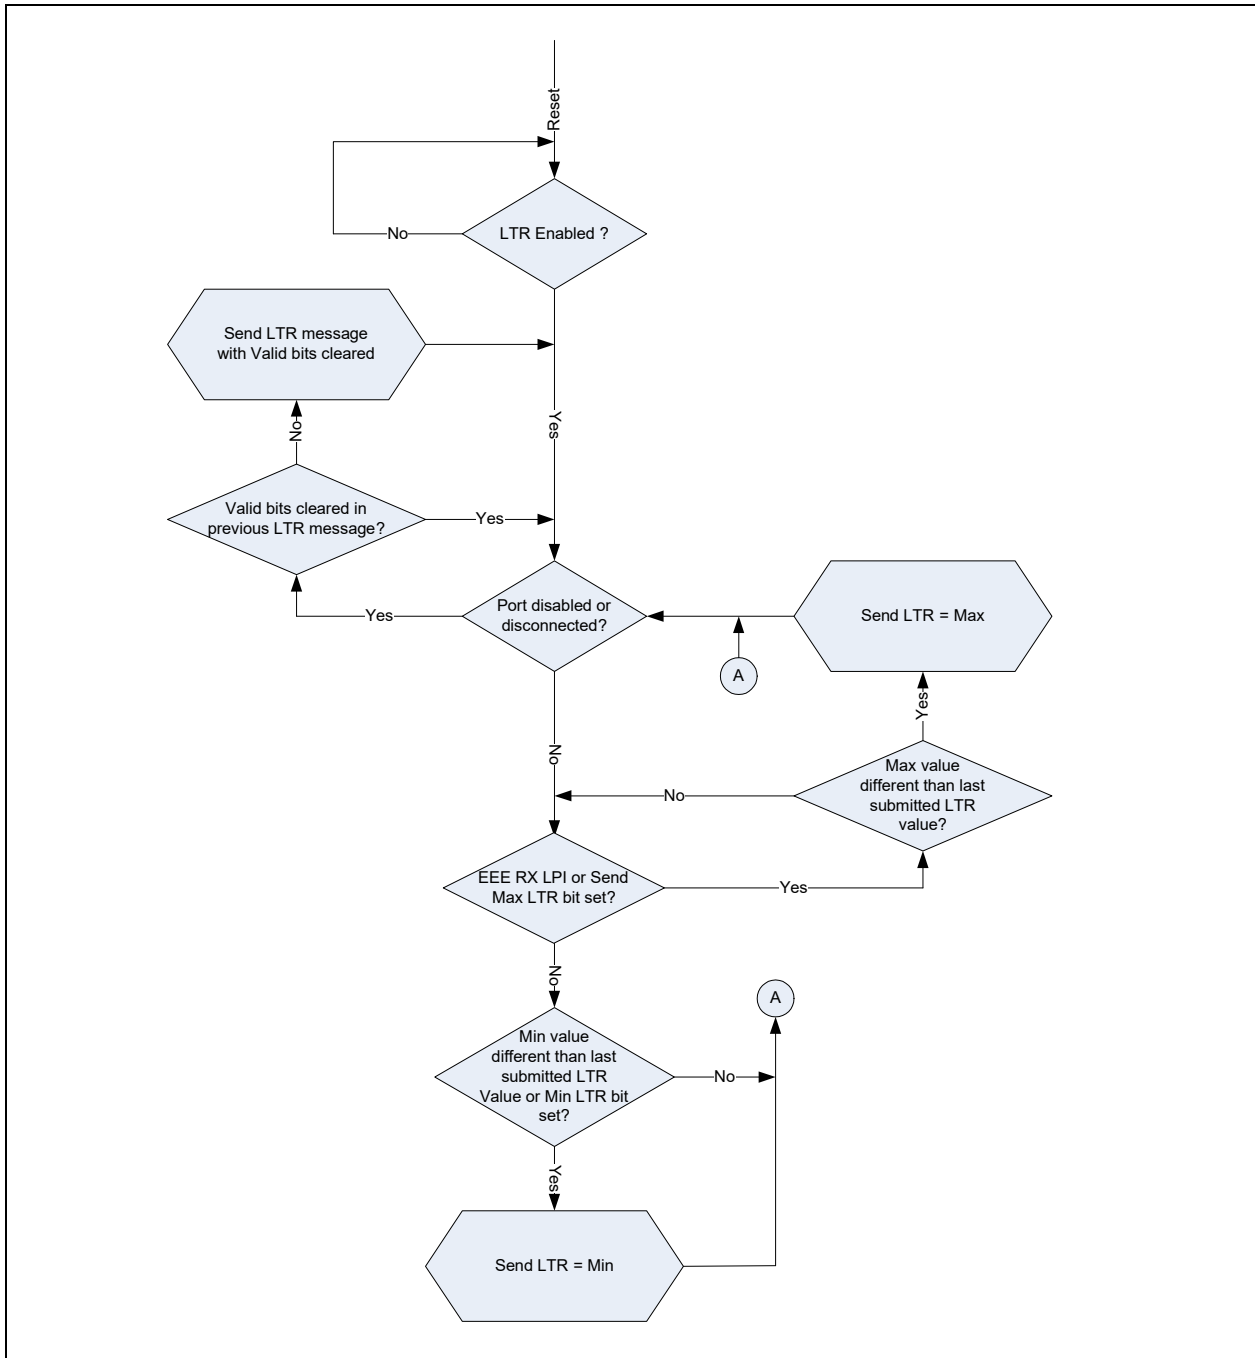 Reset
LTR Enabled ?
No
Send LTR message
with Valid bits cleared
Yes
No
Valid bits cleared in
previous LTR message?
Yes
Port disabled or
disconnected?
Yes
Send LTR = Max
A
Yes
No
Max value
different than last
submitted LTR
value?
No
EEE RX LPI or Send
Max LTR bit set?
Yes
No
A
Min value
different than last
submitted LTR
Value or Min LTR bit
set?
No
Yes
Send LTR = Min